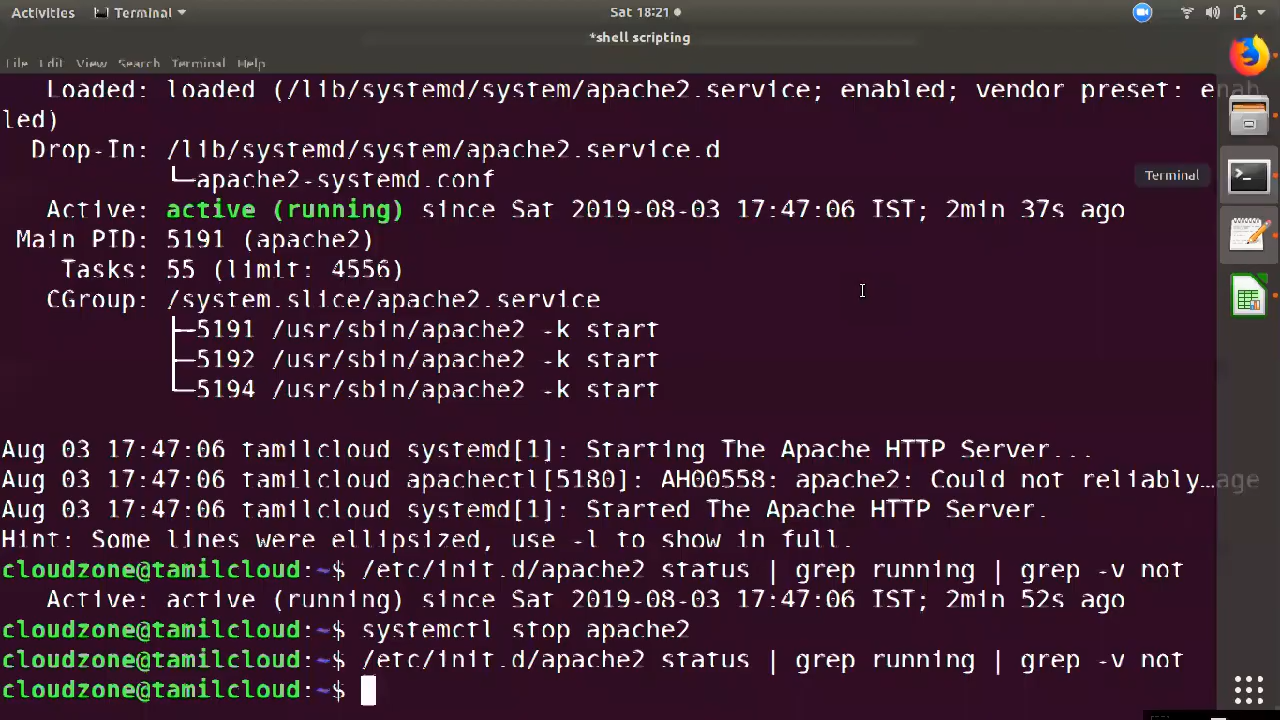 Activities Terminal Sat 18:21
*shell scripting
File Edit View Search Terminal Help
Loaded: loaded (/lib/systemd/system/apache2.service; enabled; vendor preset: enab
led)
Drop-In: /lib/systemd/system/apache2.service.d
└─apache2-systemd.conf
Terminal
Active: active (running) since Sat 2019-08-03 17:47:06 IST; 2min 37s ago
Main PID: 5191 (apache2)
Tasks: 55 (limit: 4556)
CGroup: /system.slice/apache2.service
├─5191 /usr/sbin/apache2 -k start
├─5192 /usr/sbin/apache2 -k start
└─5194 /usr/sbin/apache2 -k start
Aug 03 17:47:06 tamilcloud systemd[1]: Starting The Apache HTTP Server...
Aug 03 17:47:06 tamilcloud apachectl[5180]: AH00558: apache2: Could not reliably…age
Aug 03 17:47:06 tamilcloud systemd[1]: Started The Apache HTTP Server.
Hint: Some lines were ellipsized, use -l to show in full.
cloudzone@tamilcloud:~$ /etc/init.d/apache2 status | grep running | grep -v not
Active: active (running) since Sat 2019-08-03 17:47:06 IST; 2min 52s ago
cloudzone@tamilcloud:~$ systemctl stop apache2
cloudzone@tamilcloud:~$ /etc/init.d/apache2 status | grep running | grep -v not
cloudzone@tamilcloud:~$